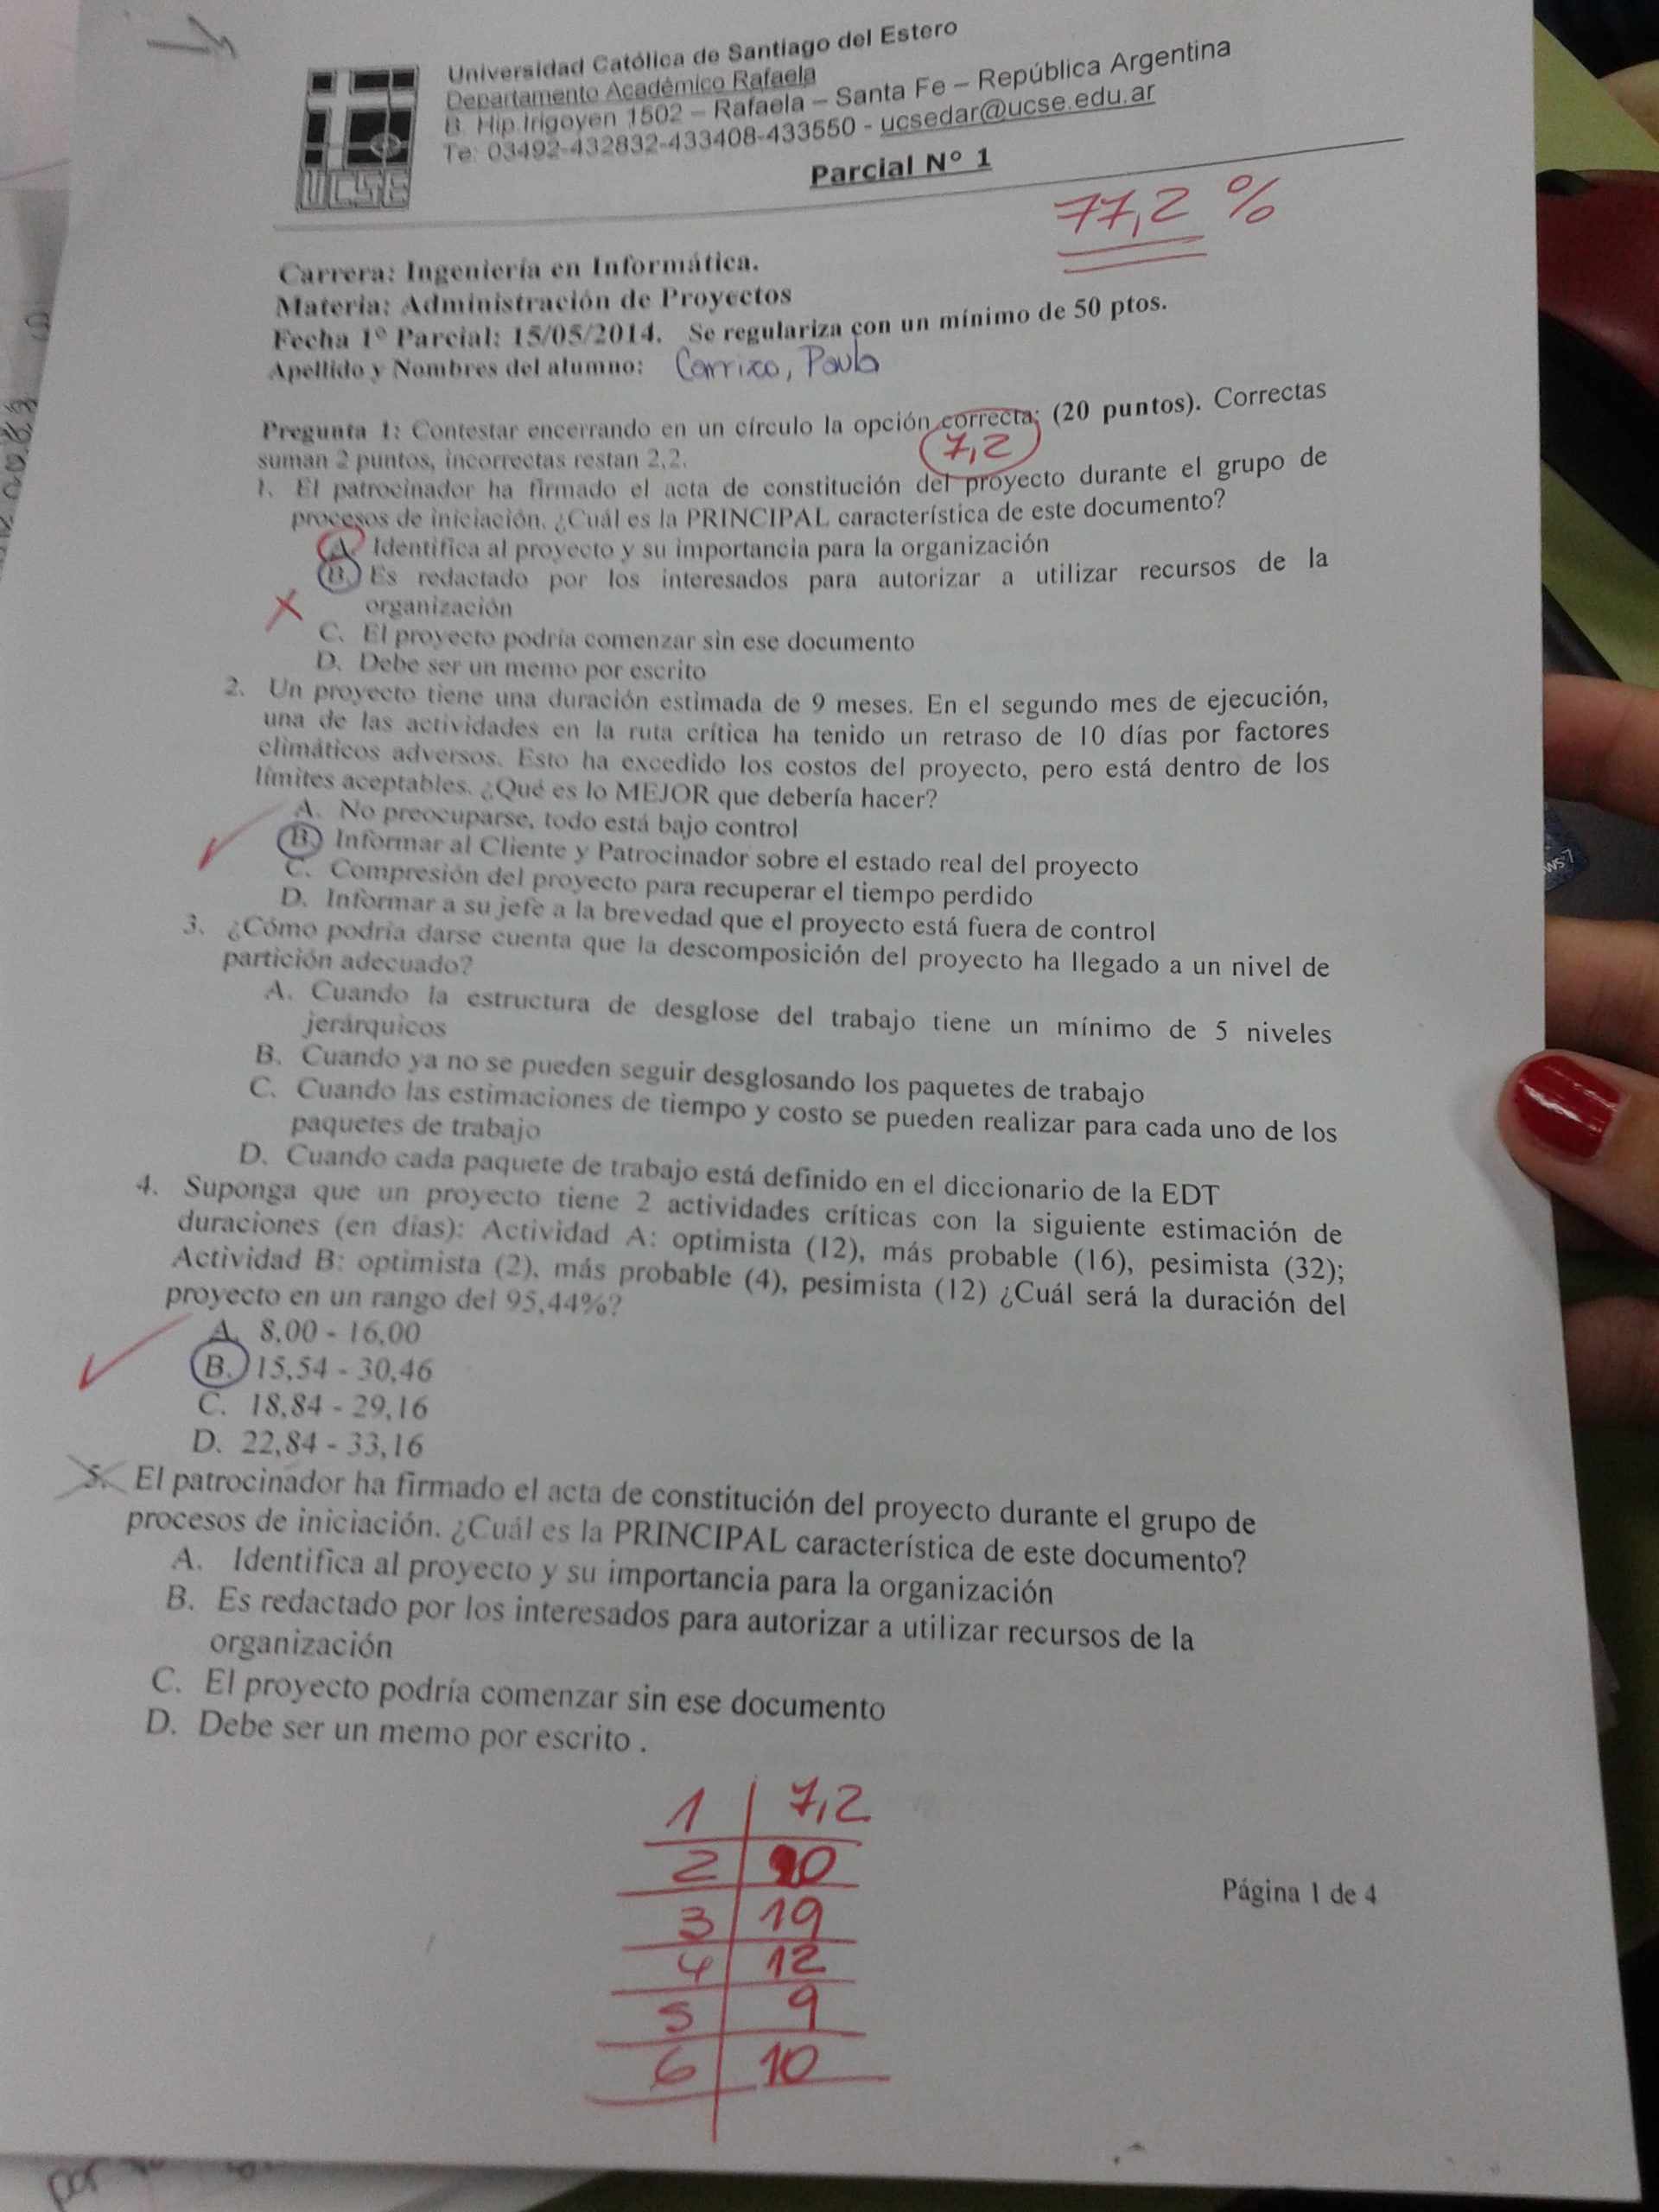 Universidad Católica de Santiago del Estero
Departamento Académico Rafaela
B. Hip.Irigoyen 1502 – Rafaela – Santa Fe – República Argentina
Te: 03492-432832-433408-433550 - ucsedar@ucse.edu.ar
UCSE
Parcial N° 1
77,2 %
Carrera: Ingeniería en Informática.
Materia: Administración de Proyectos
Fecha 1° Parcial: 15/05/2014. Se regulariza con un mínimo de 50 ptos.
Apellido y Nombres del alumno: Carrizo, Paula
Pregunta 1: Contestar encerrando en un círculo la opción correcta: (20 puntos). Correctas
suman 2 puntos, incorrectas restan 2,2.
7,2
1. El patrocinador ha firmado el acta de constitución del proyecto durante el grupo de
procesos de iniciación. ¿Cuál es la PRINCIPAL característica de este documento?
A. Identifica al proyecto y su importancia para la organización
B. Es redactado por los interesados para autorizar a utilizar recursos de la
organización
C. El proyecto podría comenzar sin ese documento
D. Debe ser un memo por escrito
2. Un proyecto tiene una duración estimada de 9 meses. En el segundo mes de ejecución,
una de las actividades en la ruta crítica ha tenido un retraso de 10 días por factores
climáticos adversos. Esto ha excedido los costos del proyecto, pero está dentro de los
límites aceptables. ¿Qué es lo MEJOR que debería hacer?
A. No preocuparse, todo está bajo control
B. Informar al Cliente y Patrocinador sobre el estado real del proyecto
C. Compresión del proyecto para recuperar el tiempo perdido
D. Informar a su jefe a la brevedad que el proyecto está fuera de control
3. ¿Cómo podría darse cuenta que la descomposición del proyecto ha llegado a un nivel de
partición adecuado?
A. Cuando la estructura de desglose del trabajo tiene un mínimo de 5 niveles
jerárquicos
B. Cuando ya no se pueden seguir desglosando los paquetes de trabajo
C. Cuando las estimaciones de tiempo y costo se pueden realizar para cada uno de los
paquetes de trabajo
D. Cuando cada paquete de trabajo está definido en el diccionario de la EDT
4. Suponga que un proyecto tiene 2 actividades críticas con la siguiente estimación de
duraciones (en días): Actividad A: optimista (12), más probable (16), pesimista (32);
Actividad B: optimista (2), más probable (4), pesimista (12) ¿Cuál será la duración del
proyecto en un rango del 95,44%?
A. 8,00 - 16,00
B. 15,54 - 30,46
C. 18,84 - 29,16
D. 22,84 - 33,16
5. El patrocinador ha firmado el acta de constitución del proyecto durante el grupo de
procesos de iniciación. ¿Cuál es la PRINCIPAL característica de este documento?
A. Identifica al proyecto y su importancia para la organización
B. Es redactado por los interesados para autorizar a utilizar recursos de la
organización
C. El proyecto podría comenzar sin ese documento
D. Debe ser un memo por escrito .
1 7,2
2 20
3 19
4 12
5 9
6 10
Página 1 de 4
por